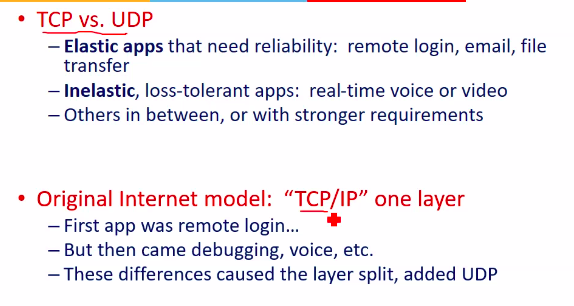 • TCP vs. UDP
– Elastic apps that need reliability: remote login, email, file
transfer
– Inelastic, loss-tolerant apps: real-time voice or video
– Others in between, or with stronger requirements
• Original Internet model: “TCP/IP” one layer
– First app was remote login…
– But then came debugging, voice, etc.
– These differences caused the layer split, added UDP